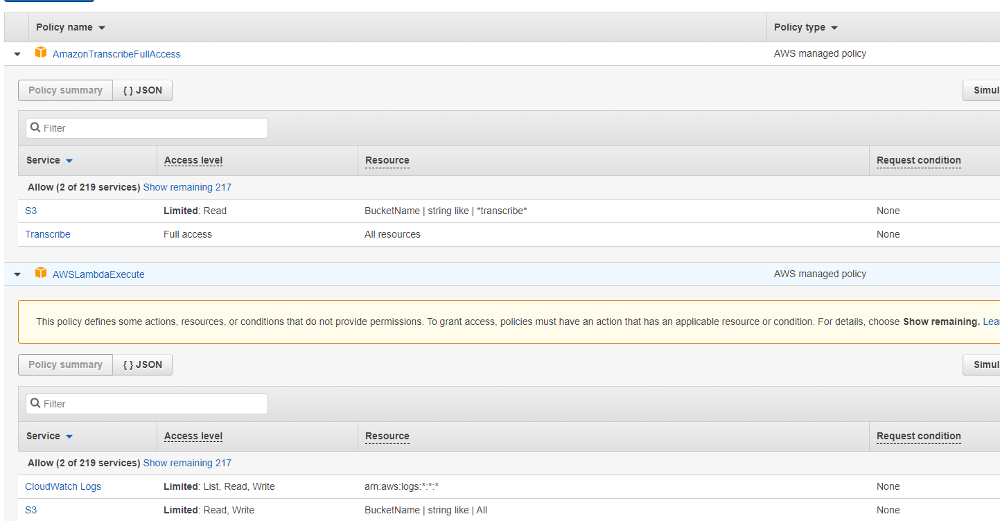 Policy name Policy type
AmazonTranscribeFullAccess AWS managed policy
Policy summary { } JSON Simul
Filter
Service Access level Resource Request condition
Allow (2 of 219 services) Show remaining 217
S3 Limited: Read BucketName | string like | *transcribe* None
Transcribe Full access All resources None
AWSLambdaExecute AWS managed policy
This policy defines some actions, resources, or conditions that do not provide permissions. To grant access, policies must have an action that has an applicable resource or condition. For details, choose Show remaining. Lea
Policy summary { } JSON Simul
Filter
Service Access level Resource Request condition
Allow (2 of 219 services) Show remaining 217
CloudWatch Logs Limited: List, Read, Write arn:aws:logs:*:*:* None
S3 Limited: Read, Write BucketName | string like | All None